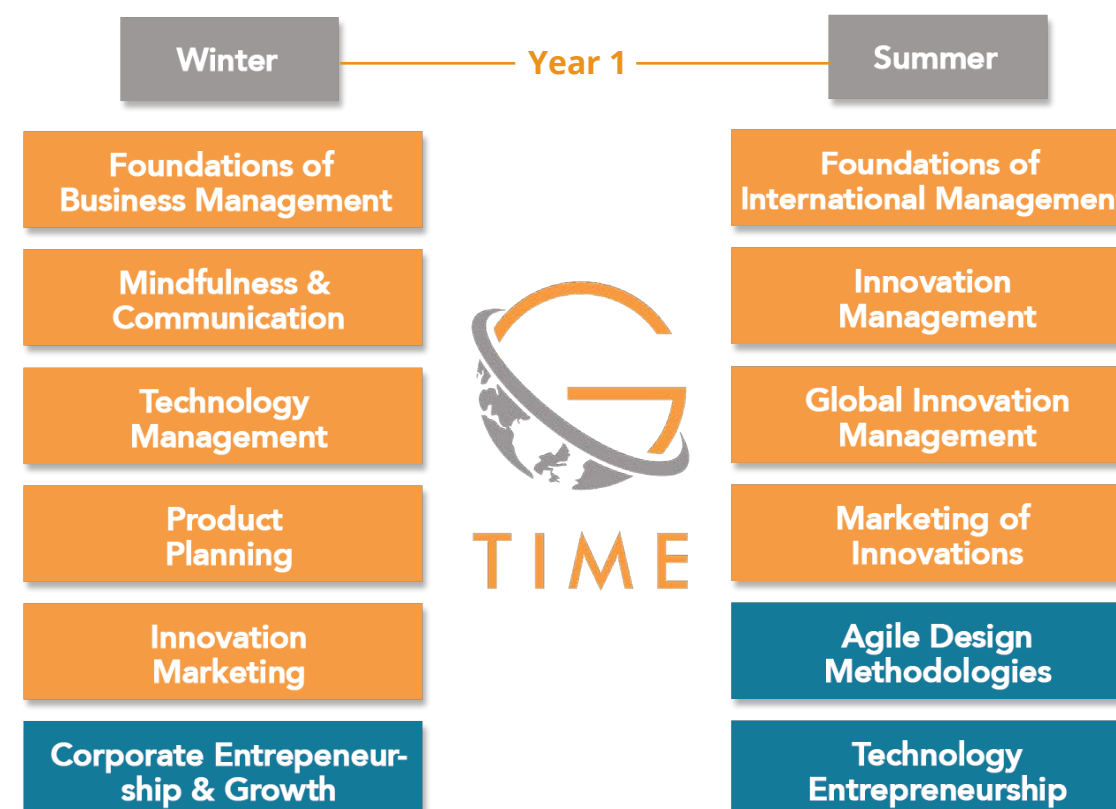 Winter
Year 1
Summer
Foundations of
Business Management
Mindfulness &
Communication
Technology
Management
Product
Planning
Innovation
Marketing
Corporate Entrepeneur-
ship & Growth
G
TIME
Foundations of
International Managemen
Innovation
Management
Global Innovation
Management
Marketing of
Innovations
Agile Design
Methodologies
Technology
Entrepreneurship